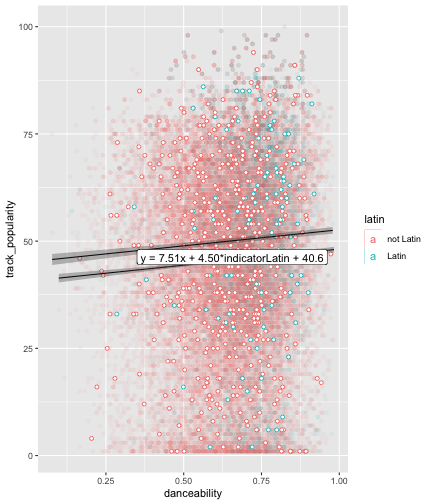 100
75
50
25
0
track_popularity
y = 7.51x + 4.50*indicatorLatin + 40.6
0.25 0.50 0.75 1.00
danceability
latin
a not Latin
a Latin